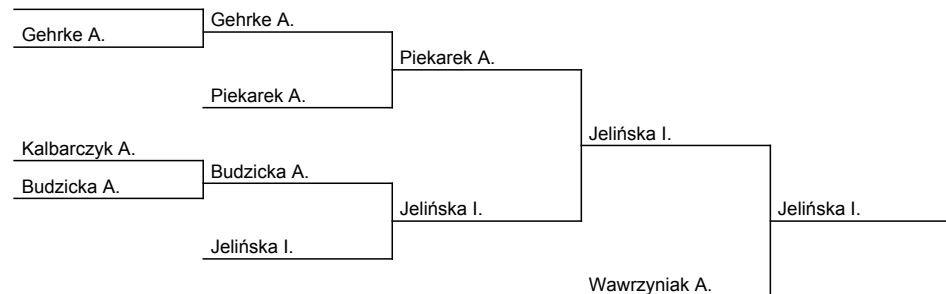 Gehrke A.
Gehrke A.
Piekarek A.
Piekarek A.
Jelińska I.
Kalbarczyk A.
Budzicka A.
Budzicka A.
Jelińska I.
Jelińska I.
Jelińska I.
Wawrzyniak A.